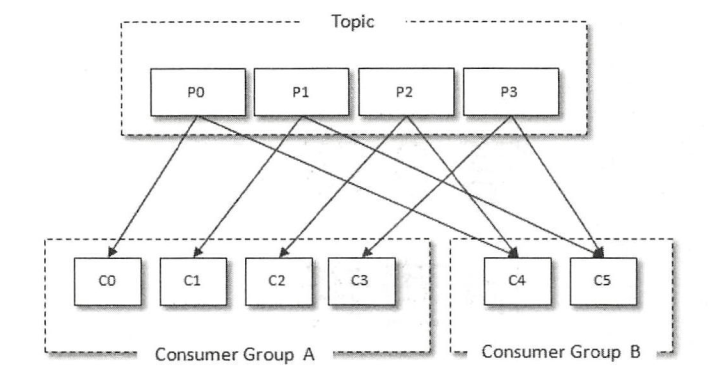 Topic
P0 P1 P2 P3
C0 C1 C2 C3 C4 C5
Consumer Group A Consumer Group B